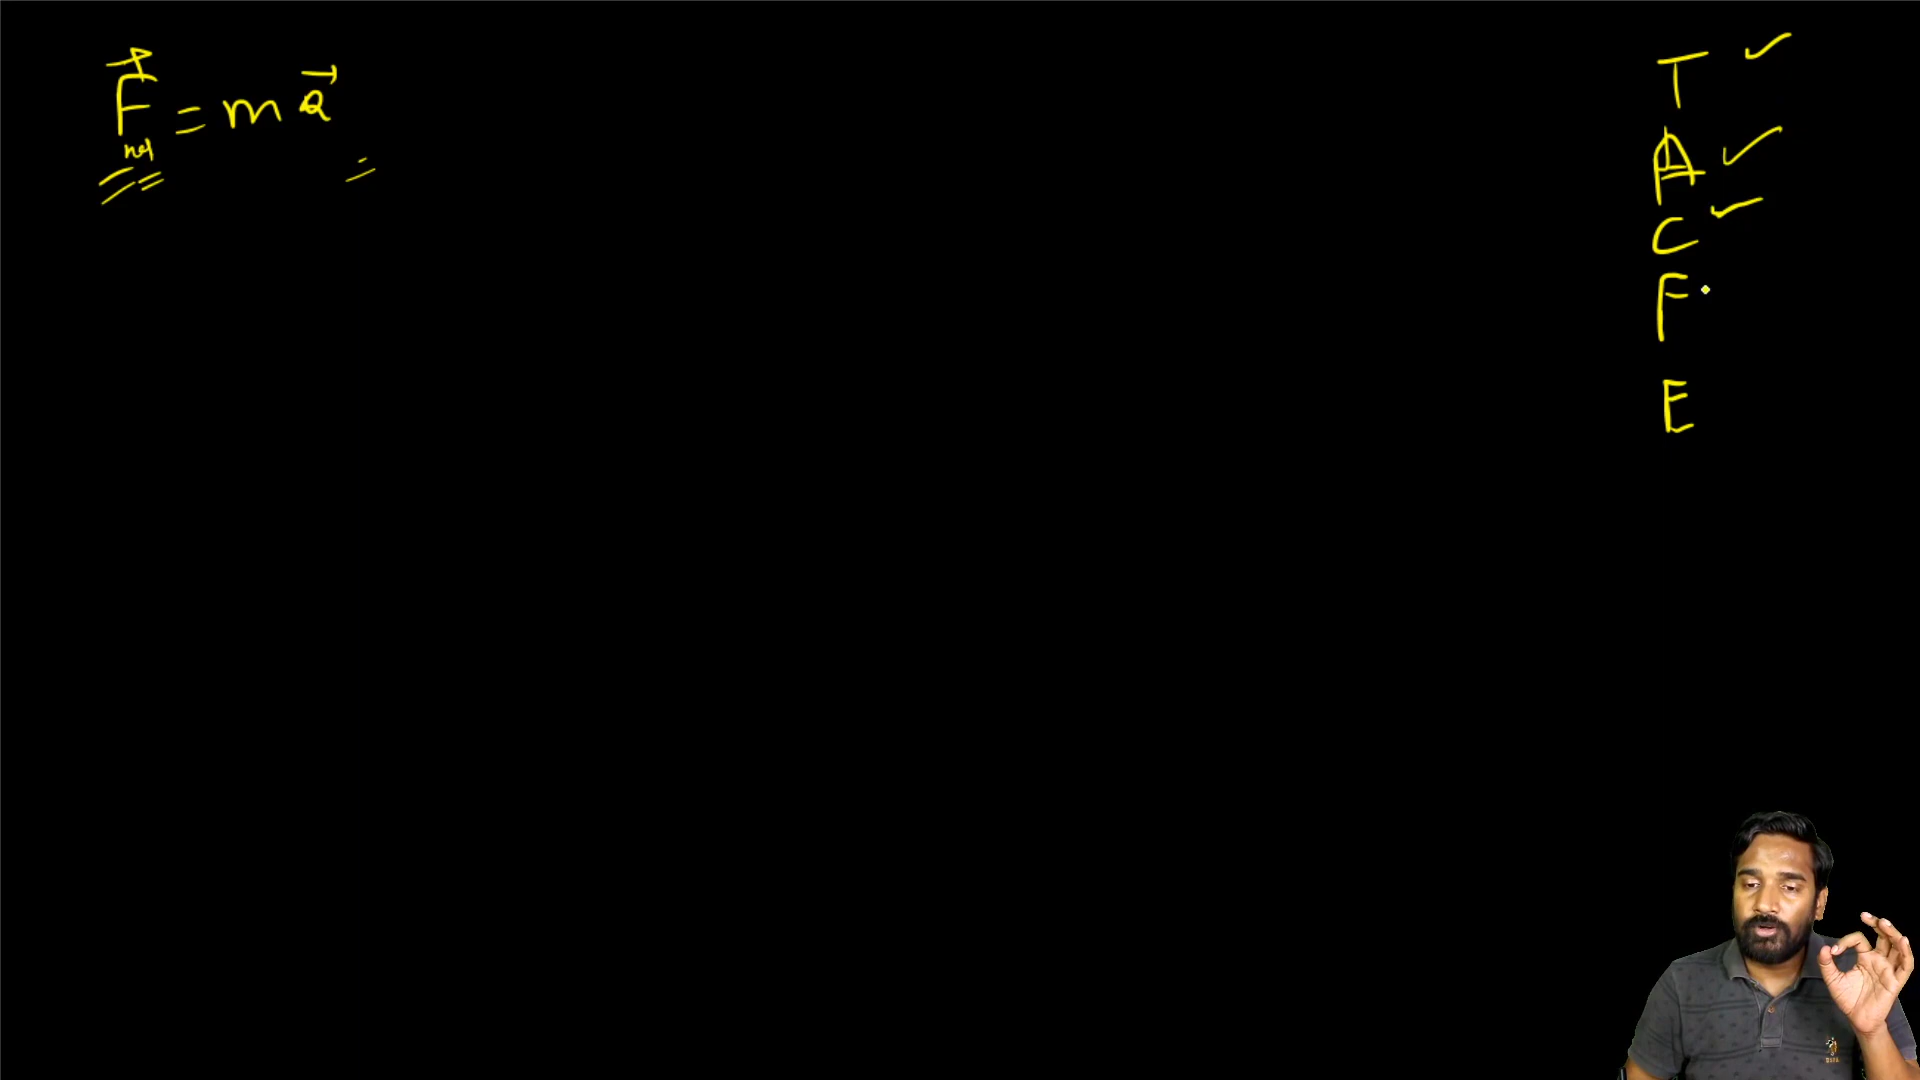 F⃗net = ma⃗
T ✓
A ✓
C ✓
F
E